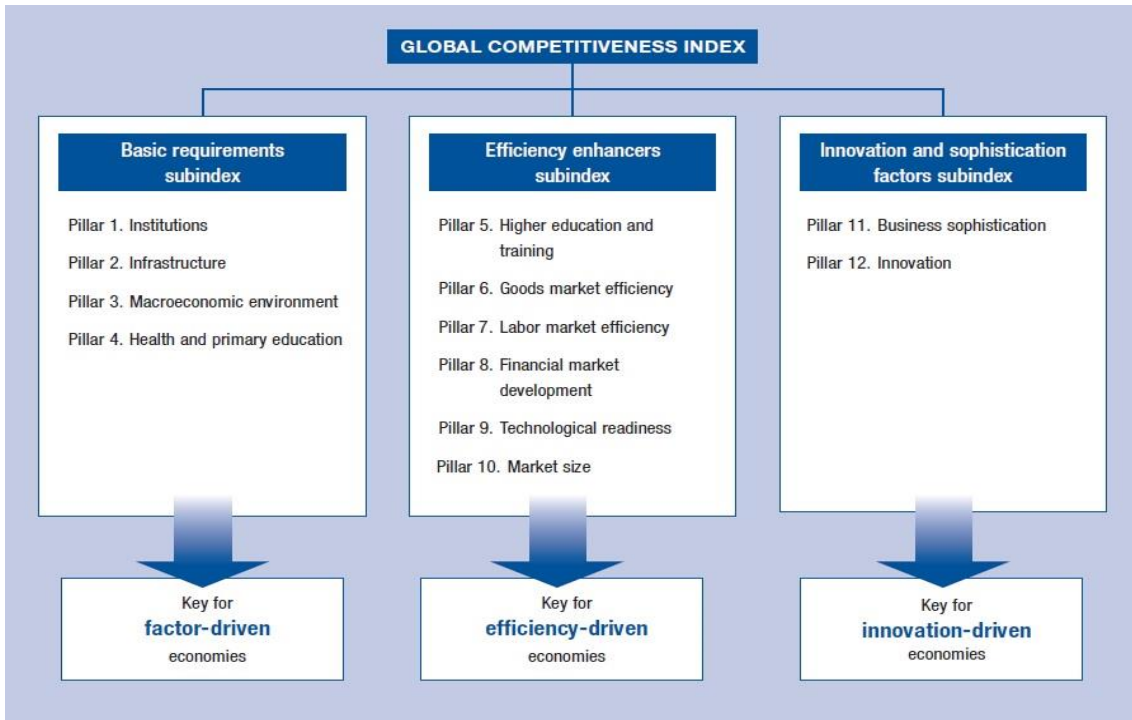 GLOBAL COMPETITIVENESS INDEX
Basic requirements
subindex
Pillar 1. Institutions
Pillar 2. Infrastructure
Pillar 3. Macroeconomic environment
Pillar 4. Health and primary education
Key for
factor-driven
economies
Efficiency enhancers
subindex
Pillar 5. Higher education and
training
Pillar 6. Goods market efficiency
Pillar 7. Labor market efficiency
Pillar 8. Financial market
development
Pillar 9. Technological readiness
Pillar 10. Market size
Key for
efficiency-driven
economies
Innovation and sophistication
factors subindex
Pillar 11. Business sophistication
Pillar 12. Innovation
Key for
innovation-driven
economies